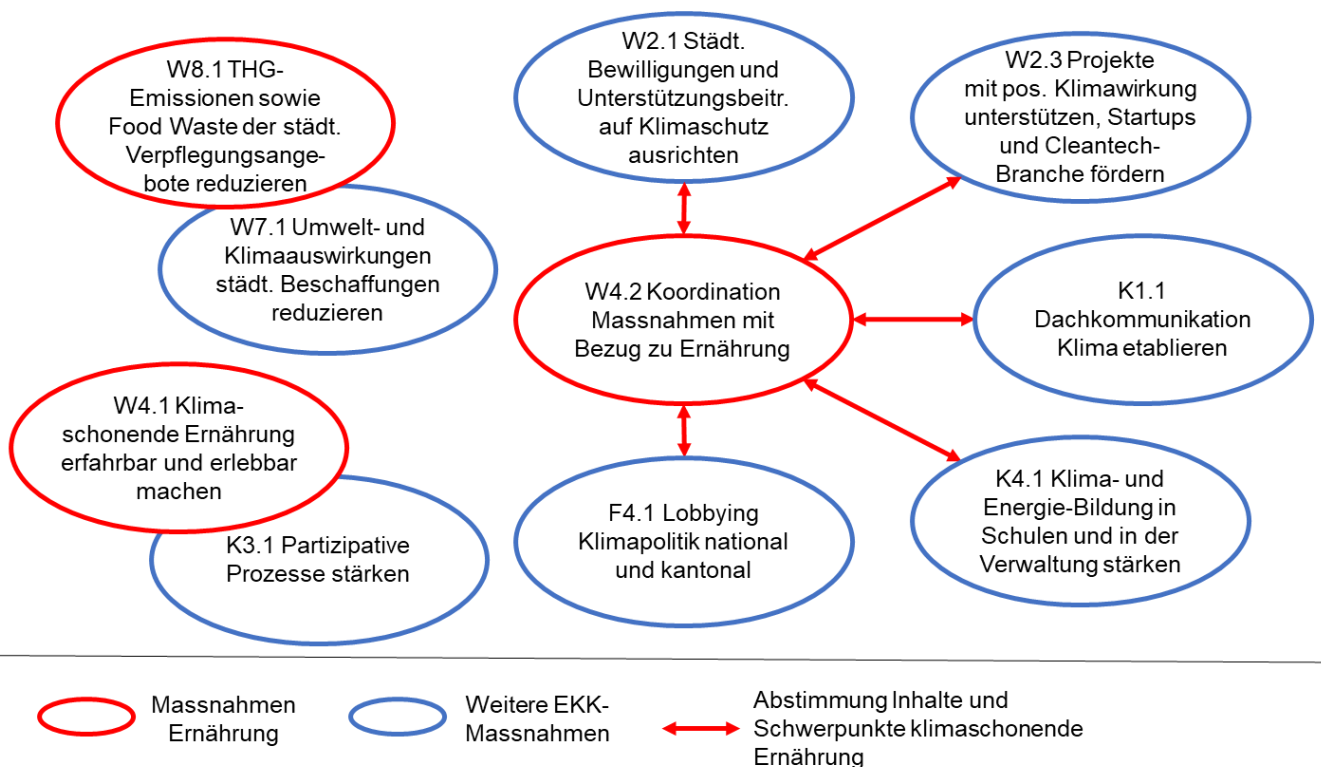 W8.1 THG-
Emissionen sowie
Food Waste der städt.
Verpflegungsange-
bote reduzieren
W7.1 Umwelt- und
Klimaauswirkungen
städt. Beschaffungen
reduzieren
W4.1 Klima-
schonende Ernährung
erfahrbar und erlebbar
machen
K3.1 Partizipative
Prozesse stärken
W2.1 Städt.
Bewilligungen und
Unterstützungsbeitr.
auf Klimaschutz
ausrichten
W4.2 Koordination
Massnahmen mit
Bezug zu Ernährung
F4.1 Lobbying
Klimapolitik national
und kantonal
W2.3 Projekte
mit pos. Klimawirkung
unterstützen, Startups
und Cleantech-
Branche fördern
K1.1
Dachkommunikation
Klima etablieren
K4.1 Klima- und
Energie-Bildung in
Schulen und in der
Verwaltung stärken
Massnahmen
Ernährung
Weitere EKK-
Massnahmen
Abstimmung Inhalte und
Schwerpunkte klimaschonende
Ernährung